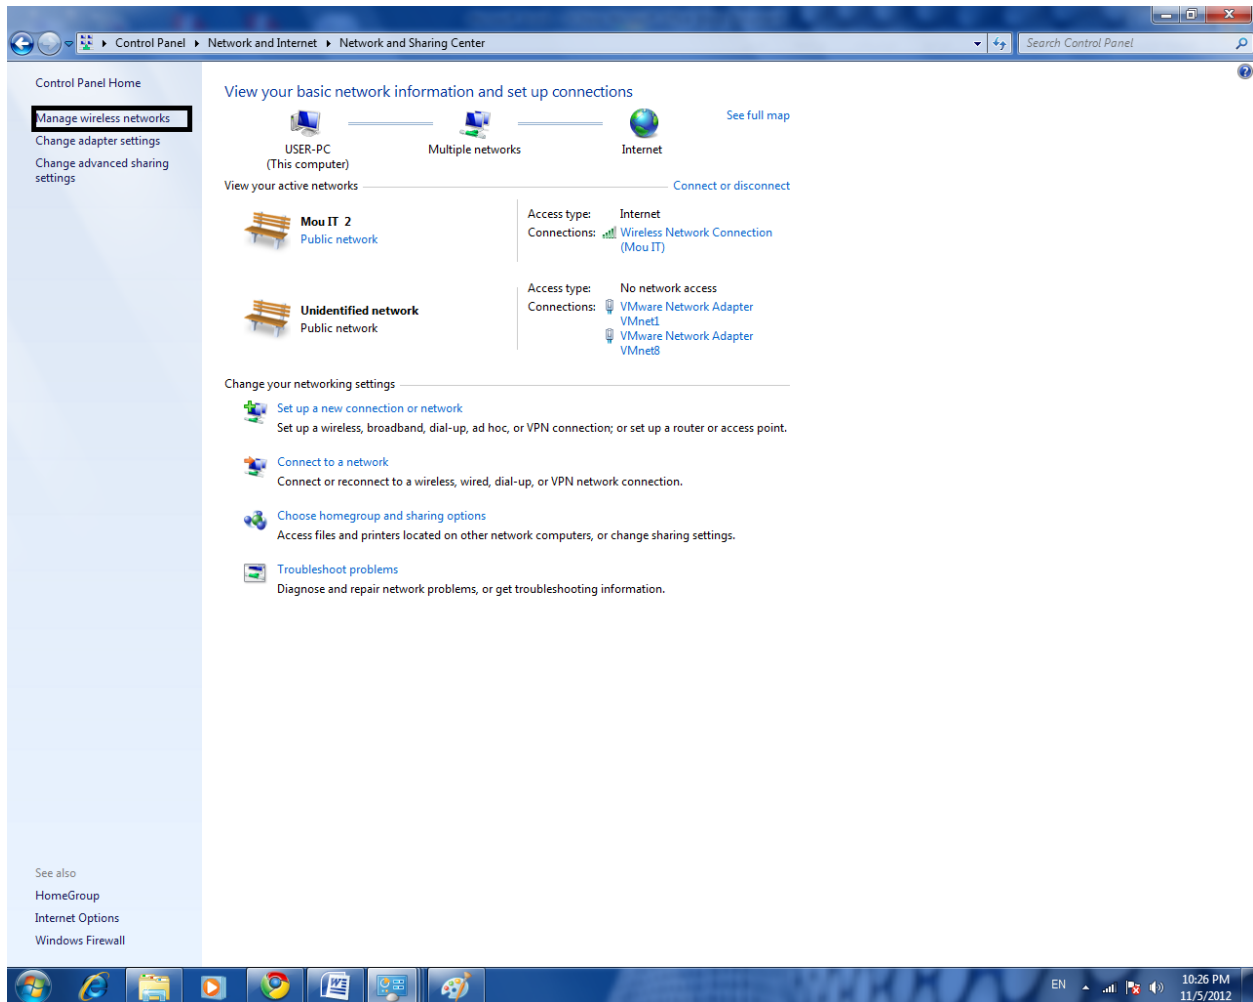 Control Panel ▸ Network and Internet ▸ Network and Sharing Center
Search Control Panel
Control Panel Home
Manage wireless networks
Change adapter settings
Change advanced sharing
settings
View your basic network information and set up connections
See full map
USER-PC
(This computer)
Multiple networks
Internet
View your active networks
Connect or disconnect
Mou IT 2
Public network
Access type: Internet
Connections: Wireless Network Connection
(Mou IT)
Unidentified network
Public network
Access type: No network access
Connections: VMware Network Adapter
VMnet1
VMware Network Adapter
VMnet8
Change your networking settings
Set up a new connection or network
Set up a wireless, broadband, dial-up, ad hoc, or VPN connection; or set up a router or access point.
Connect to a network
Connect or reconnect to a wireless, wired, dial-up, or VPN network connection.
Choose homegroup and sharing options
Access files and printers located on other network computers, or change sharing settings.
Troubleshoot problems
Diagnose and repair network problems, or get troubleshooting information.
See also
HomeGroup
Internet Options
Windows Firewall
EN
10:26 PM
11/5/2012